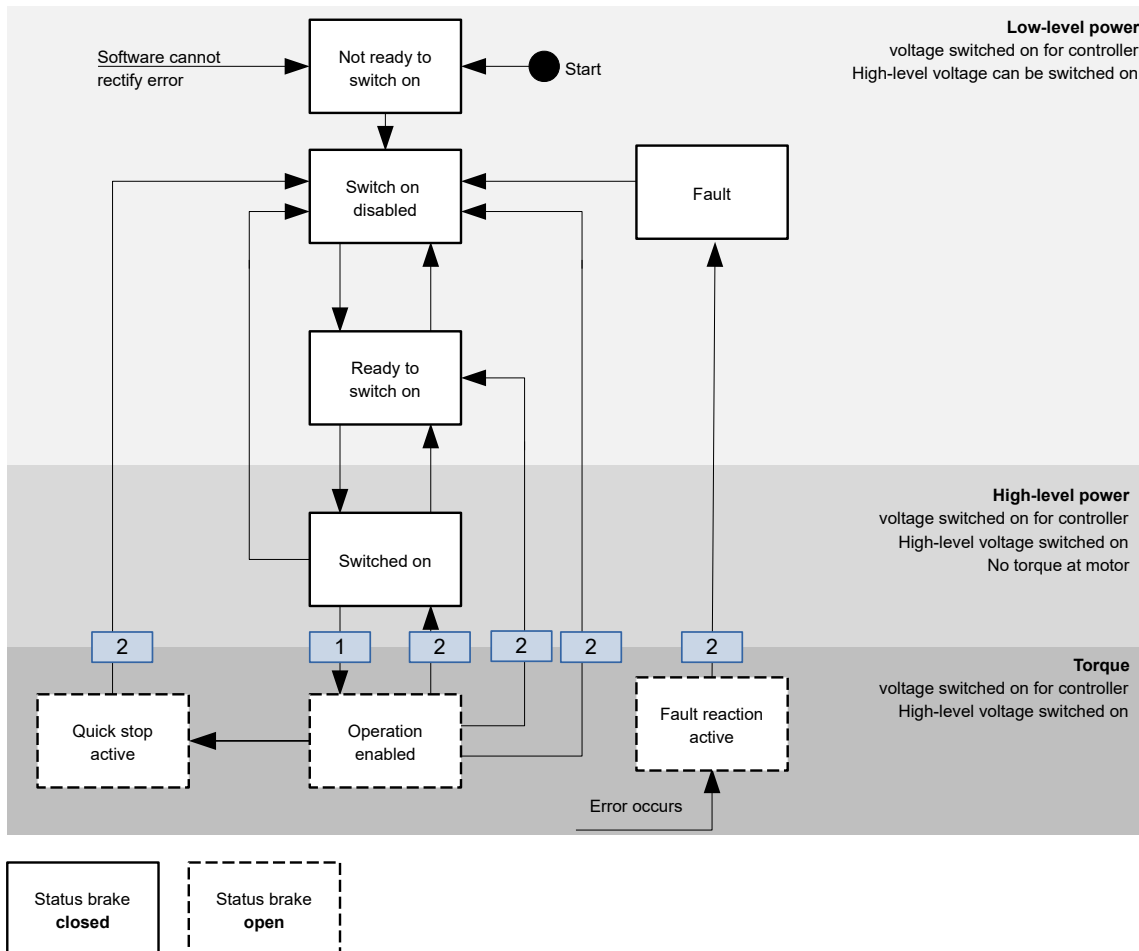 Low-level power
voltage switched on for controller
High-level voltage can be switched on
Software cannot
rectify error
Not ready to
switch on
Start
Switch on
disabled
Fault
Ready to
switch on
High-level power
voltage switched on for controller
High-level voltage switched on
No torque at motor
Switched on
2
1
2
2
2
2
Torque
voltage switched on for controller
High-level voltage switched on
Quick stop
active
Operation
enabled
Fault reaction
active
Error occurs
Status brake
closed
Status brake
open